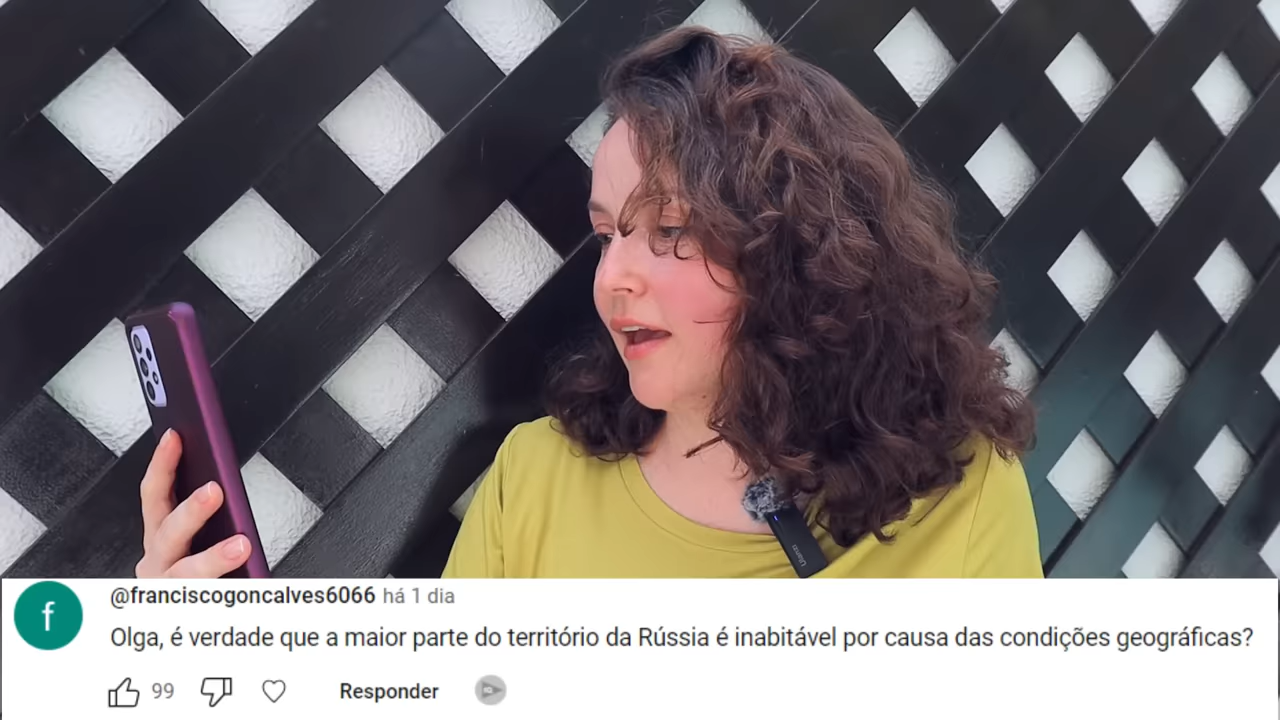 @franciscogoncalves6066 há 1 dia
Olga, é verdade que a maior parte do território da Rússia é inabitável por causa das condições geográficas?
99
Responder